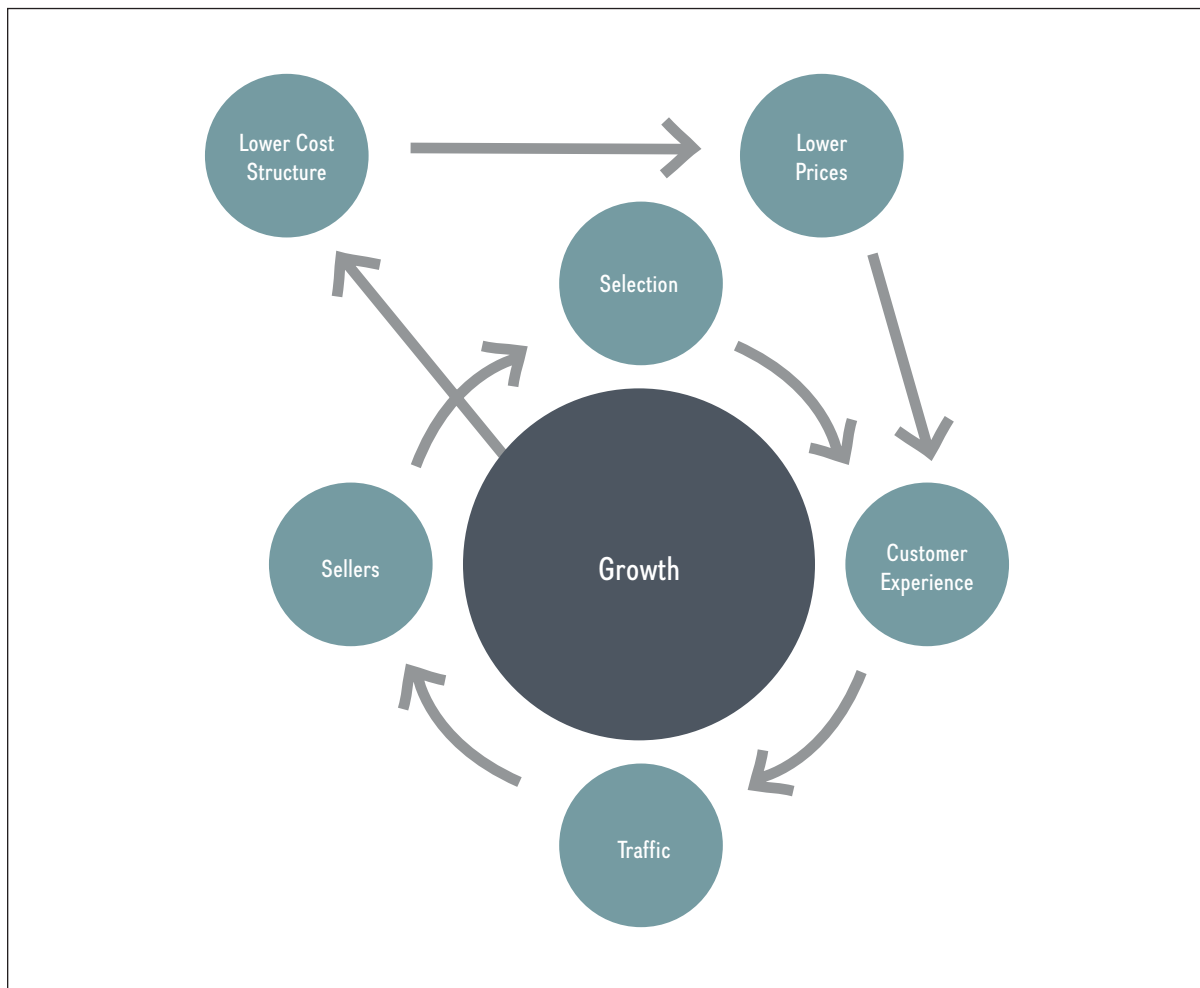 Lower Cost
Structure
Lower
Prices
Selection
Sellers
Growth
Customer
Experience
Traffic